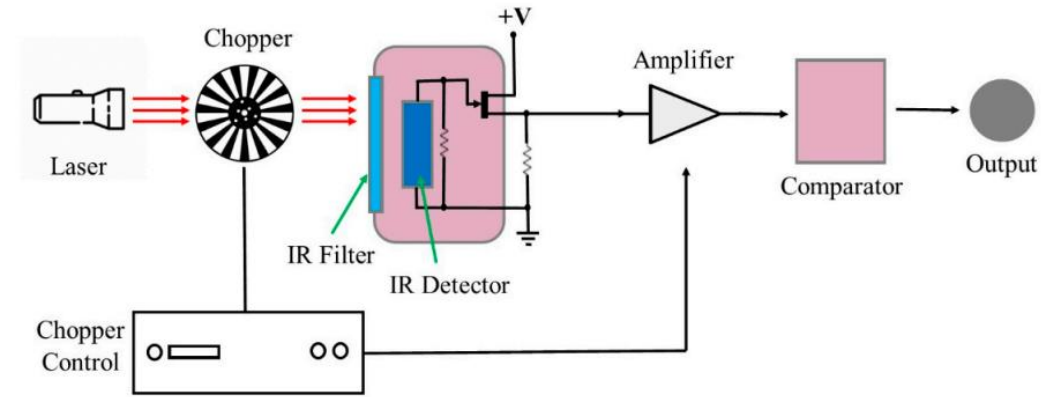 +V
Chopper
Amplifier
Laser
Comparator
Output
IR Filter
IR Detector
Chopper
Control